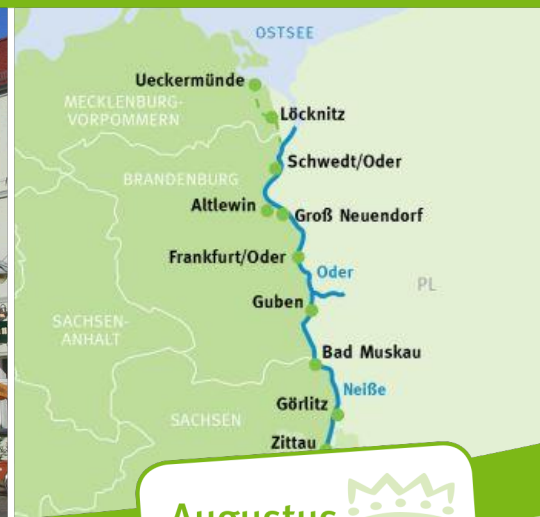 OSTSEE
Ueckermünde
MECKLENBURG-
VORPOMMERN
Löcknitz
Schwedt/Oder
BRANDENBURG
Altlewin
Groß Neuendorf
Frankfurt/Oder
Oder
PL
Guben
SACHSEN-
ANHALT
Bad Muskau
Neiße
Görlitz
SACHSEN
Zittau
Augustus